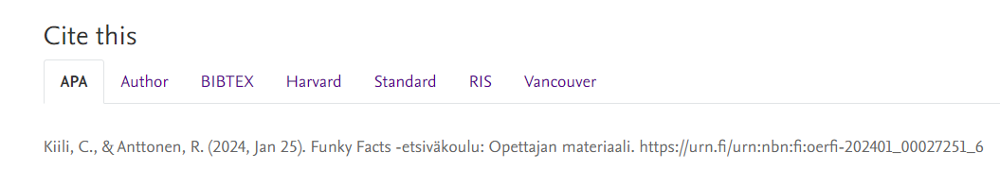 Cite this
APA Author BIBTEX Harvard Standard RIS Vancouver
Kiili, C., & Anttonen, R. (2024, Jan 25). Funky Facts -etsiväkoulu: Opettajan materiaali. https://urn.fi/urn:nbn:fi:oerfi-202401_00027251_6